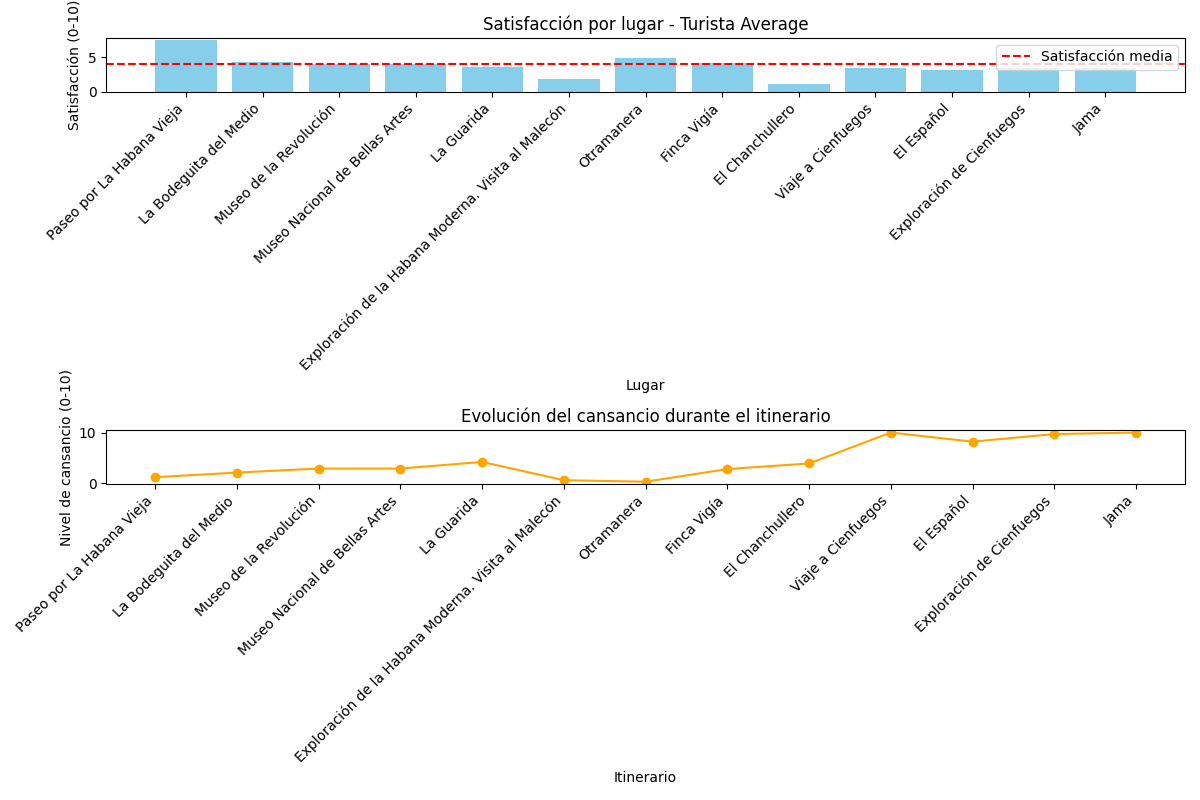 Satisfacción por lugar - Turista Average
Satisfacción (0-10)
5
0
Satisfacción media
Paseo por La Habana Vieja
La Bodeguita del Medio
Museo de la Revolución
Museo Nacional de Bellas Artes
La Guarida
Exploración de la Habana Moderna. Visita al Malecón
Otramanera
Finca Vigía
El Chanchullero
Viaje a Cienfuegos
El Español
Exploración de Cienfuegos
Jama
Lugar
Evolución del cansancio durante el itinerario
Nivel de cansancio (0-10)
10
0
Paseo por La Habana Vieja
La Bodeguita del Medio
Museo de la Revolución
Museo Nacional de Bellas Artes
La Guarida
Exploración de la Habana Moderna. Visita al Malecón
Otramanera
Finca Vigía
El Chanchullero
Viaje a Cienfuegos
El Español
Exploración de Cienfuegos
Jama
Itinerario